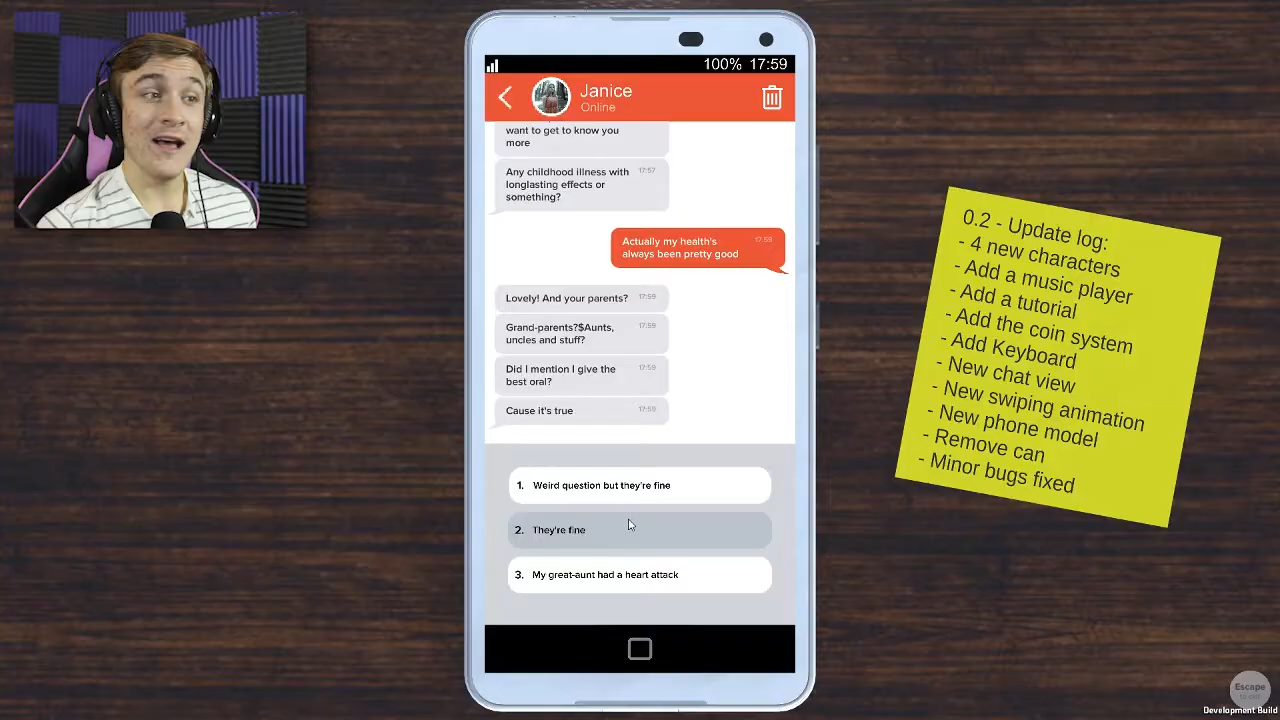 100% 17:59
Janice
Online
want to get to know you
more
Any childhood illness with 17:57
longlasting effects or
something?
Actually my health's 17:59
always been pretty good
Lovely! And your parents? 17:59
Grand-parents?$Aunts, 17:59
uncles and stuff?
Did I mention I give the 17:59
best oral?
Cause it's true 17:59
1. Weird question but they're fine
2. They're fine
3. My great-aunt had a heart attack
0.2 - Update log:
- 4 new characters
- Add a music player
- Add a tutorial
- Add the coin system
- Add Keyboard
- New chat view
- New swiping animation
- New phone model
- Remove can
- Minor bugs fixed
Escape
Development Build